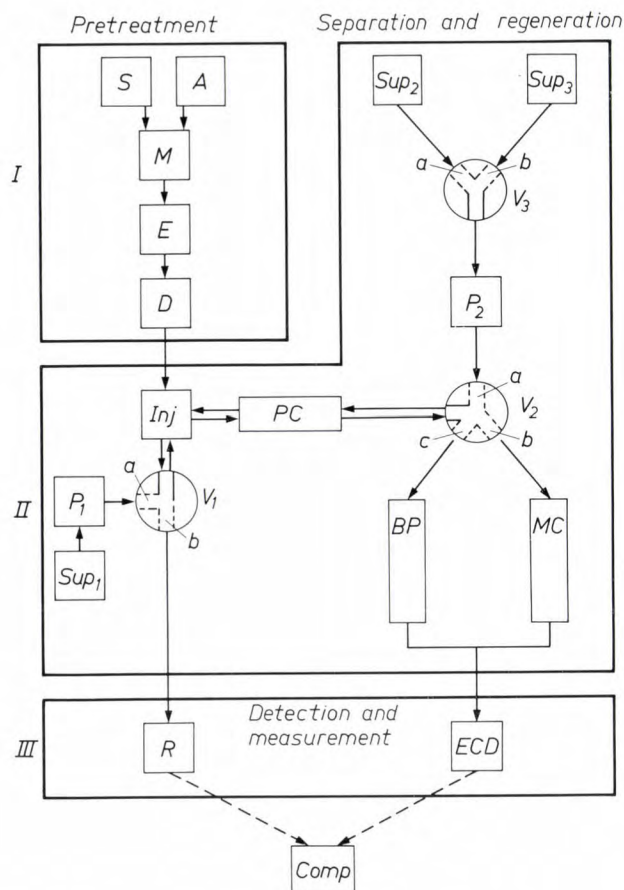 Pretreatment
Separation and regeneration
S
A
Sup2
Sup3
I
M
a
b
V3
E
D
P2
a
V2
Inj
PC
c
b
a
V1
P1
II
b
BP
MC
Sup1
Detection and
measurement
III
R
ECD
Comp